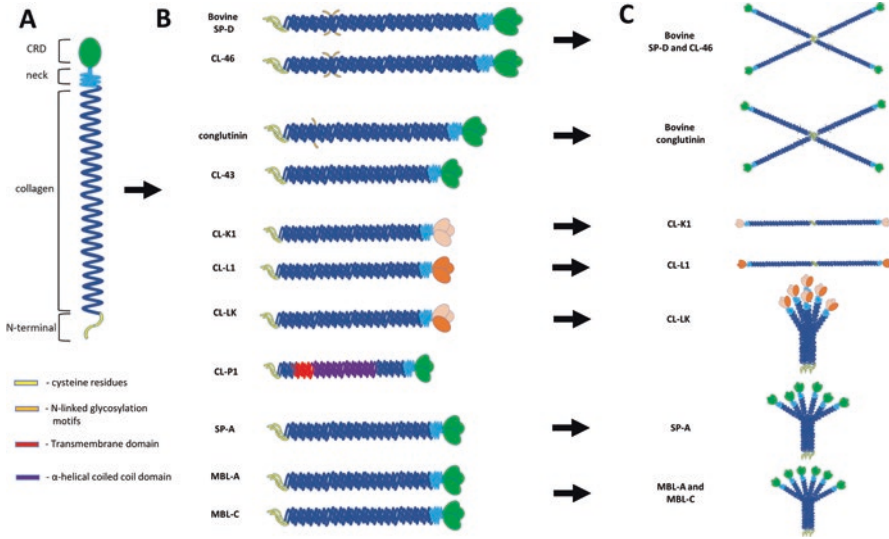 A
CRD
neck
collagen
N-terminal
- cysteine residues
- N-linked glycosylation
motifs
- Transmembrane domain
- α-helical coiled coil domain
B
Bovine
SP-D
CL-46
conglutinin
CL-43
CL-K1
CL-L1
CL-LK
CL-P1
SP-A
MBL-A
MBL-C
C
Bovine
SP-D and CL-46
Bovine
conglutinin
CL-K1
CL-L1
CL-LK
SP-A
MBL-A and
MBL-C